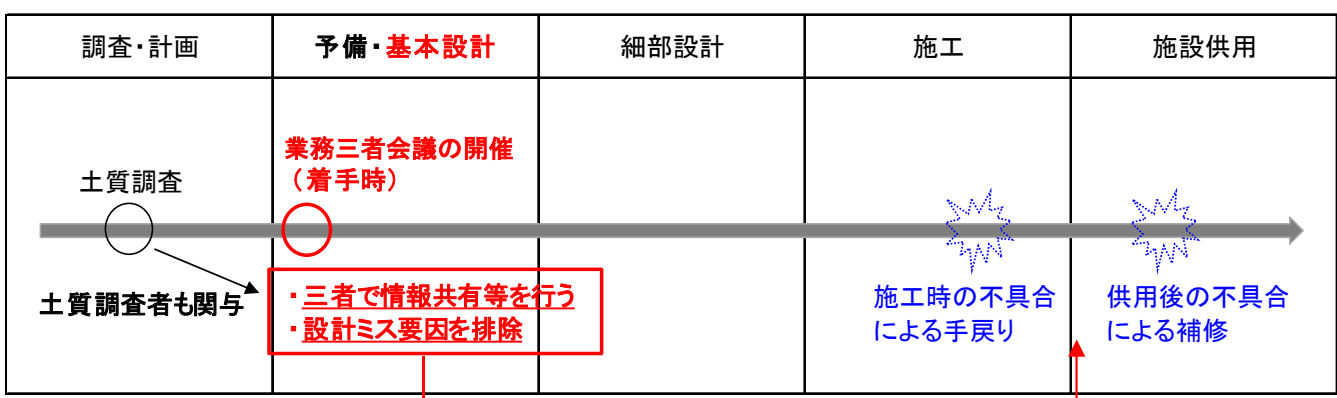 調査・計画
予備・基本設計
細部設計
施工
施設供用
業務三者会議の開催
（着手時）
土質調査
土質調査者も関与
・三者で情報共有等を行う
・設計ミス要因を排除
施工時の不具合
による手戻り
供用後の不具合
による補修